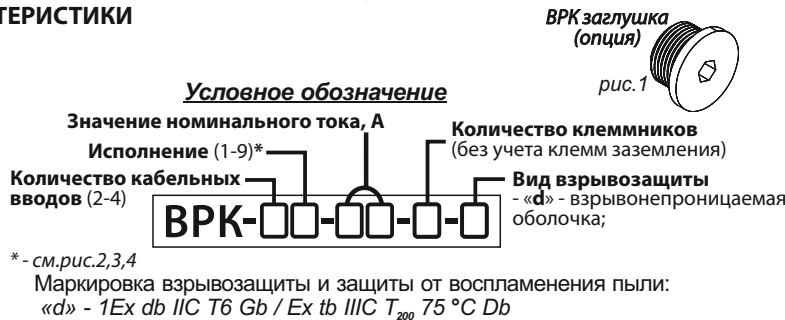 ТЕРИСТИКИ
ВРК заглушка
(опция)
рис.1
Условное обозначение
Значение номинального тока, А
Исполнение (1-9)*
Количество кабельных
вводов (2-4)
Количество клеммников
(без учета клемм заземления)
Вид взрывозащиты
- «d» - взрывонепроницаемая
оболочка;
ВРК-□□-□□-□-□
* - см.рис.2,3,4
Маркировка взрывозащиты и защиты от воспламенения пыли:
«d» - 1Ex db IIC T6 Gb / Ex tb IIIC T200 75 °C Db